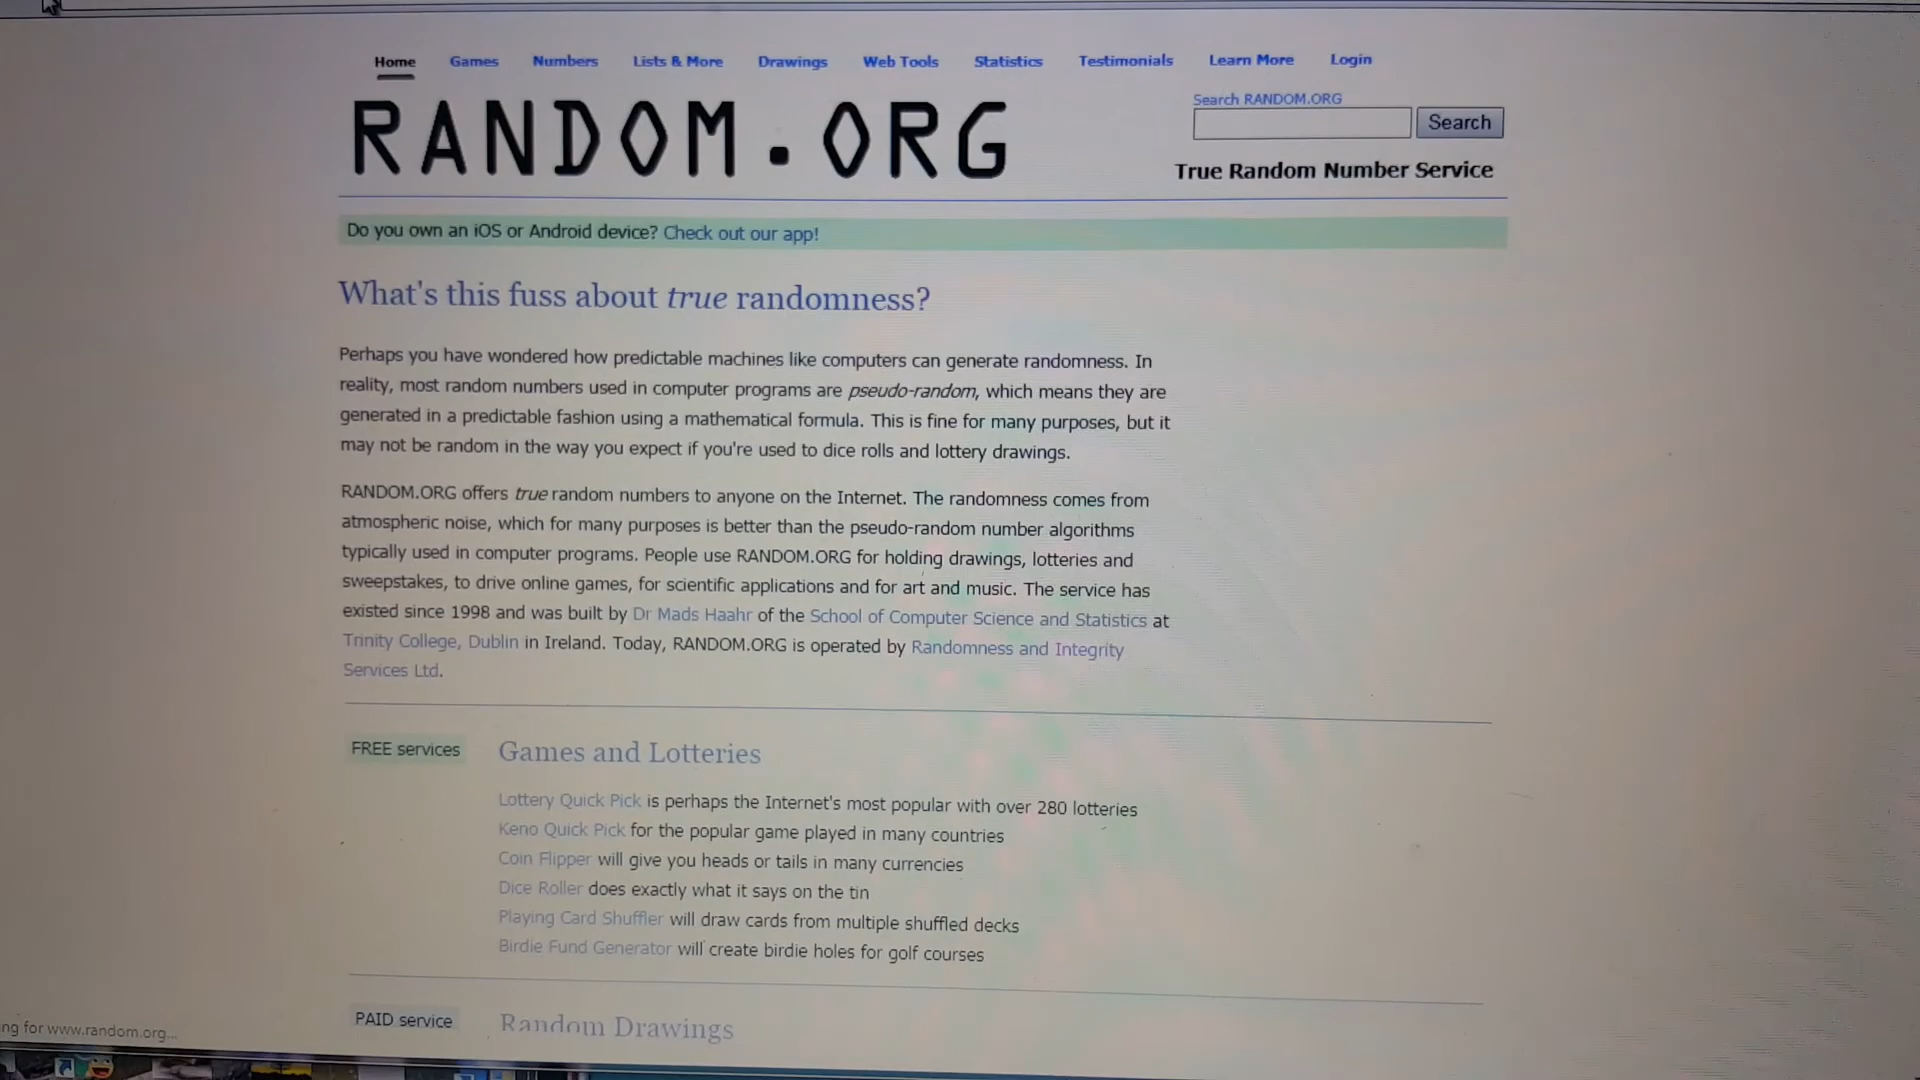 Home Games Numbers Lists & More Drawings Web Tools Statistics Testimonials Learn More Login
RANDOM.ORG
Search RANDOM.ORG
Search
True Random Number Service
Do you own an iOS or Android device? Check out our app!
What's this fuss about true randomness?
Perhaps you have wondered how predictable machines like computers can generate randomness. In
reality, most random numbers used in computer programs are pseudo-random, which means they are
generated in a predictable fashion using a mathematical formula. This is fine for many purposes, but it
may not be random in the way you expect if you're used to dice rolls and lottery drawings.
RANDOM.ORG offers true random numbers to anyone on the Internet. The randomness comes from
atmospheric noise, which for many purposes is better than the pseudo-random number algorithms
typically used in computer programs. People use RANDOM.ORG for holding drawings, lotteries and
sweepstakes, to drive online games, for scientific applications and for art and music. The service has
existed since 1998 and was built by Dr Mads Haahr of the School of Computer Science and Statistics at
Trinity College, Dublin in Ireland. Today, RANDOM.ORG is operated by Randomness and Integrity
Services Ltd.
FREE services
Games and Lotteries
Lottery Quick Pick is perhaps the Internet's most popular with over 280 lotteries
Keno Quick Pick for the popular game played in many countries
Coin Flipper will give you heads or tails in many currencies
Dice Roller does exactly what it says on the tin
Playing Card Shuffler will draw cards from multiple shuffled decks
Birdie Fund Generator will create birdie holes for golf courses
PAID service
Random Drawings
ng for www.random.org...